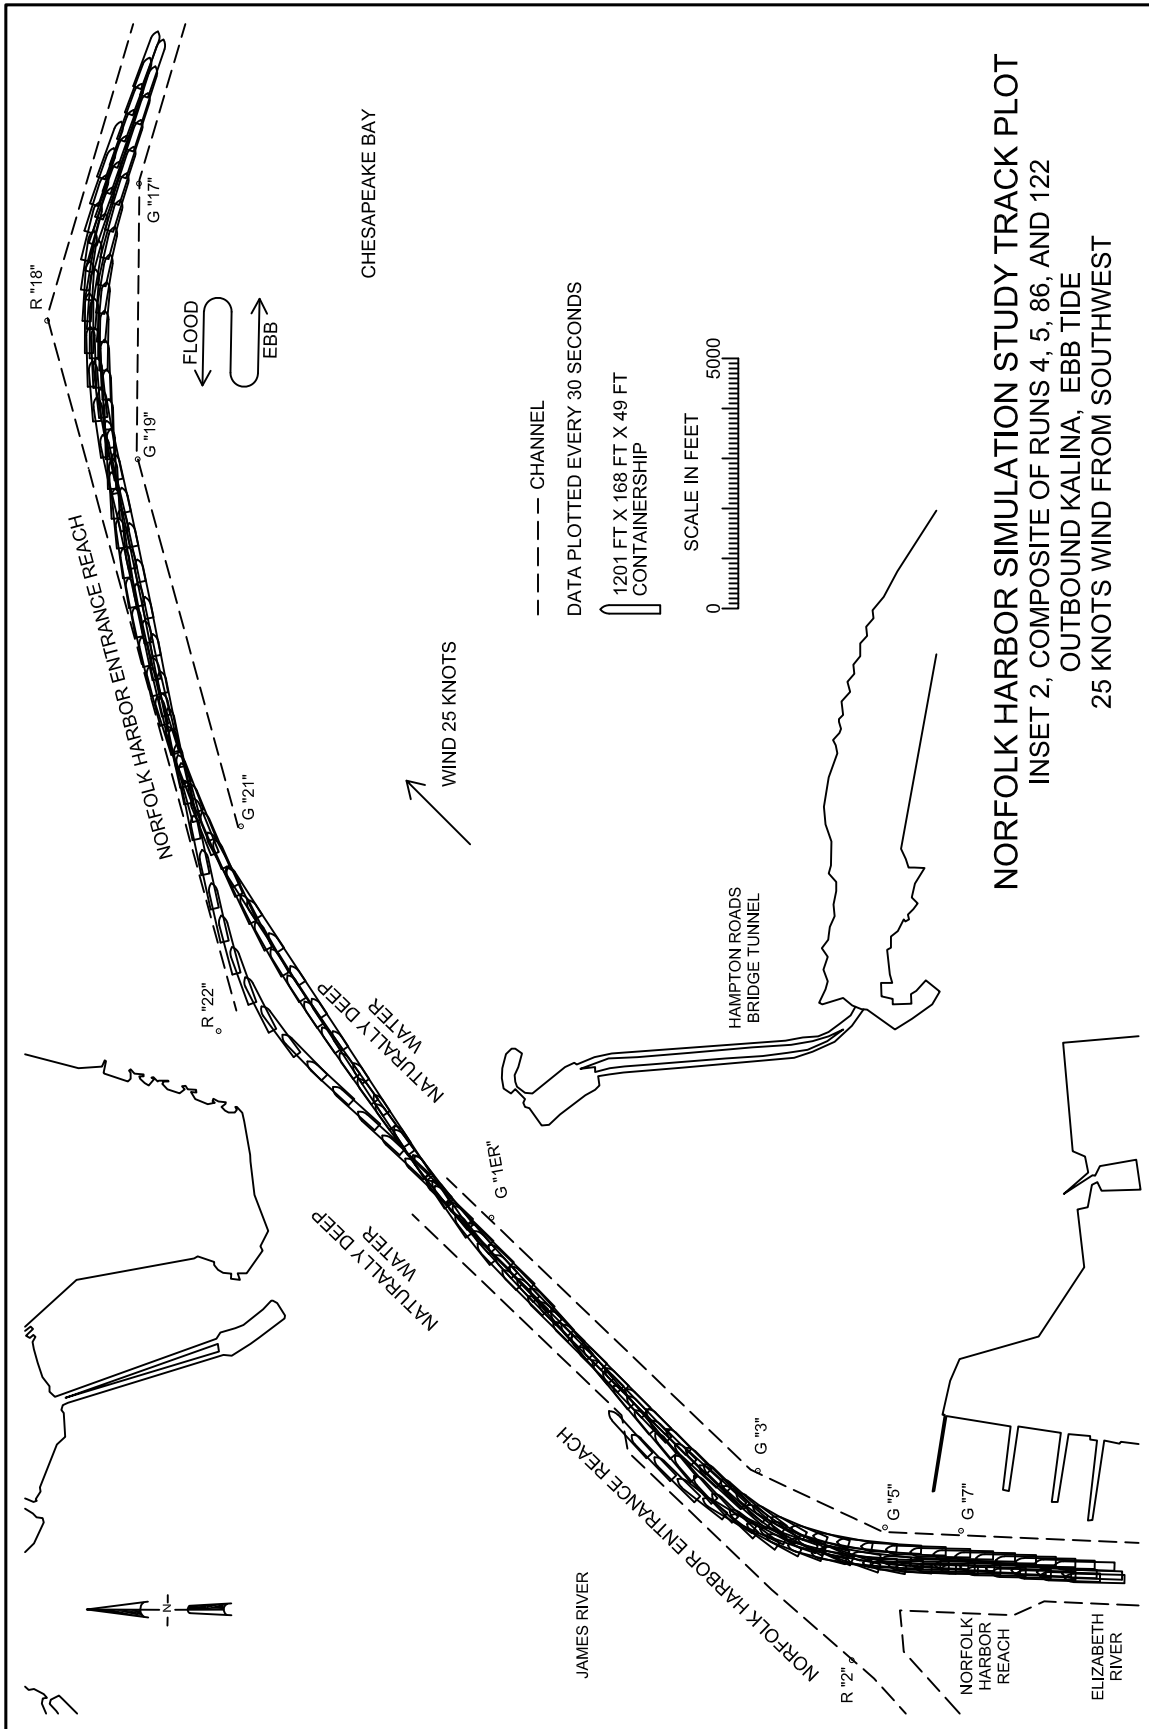 R "18"
G "17"
CHESAPEAKE BAY
FLOOD
EBB
G "19"
NORFOLK HARBOR ENTRANCE REACH
G "21"
R "22"
WIND 25 KNOTS
— — — CHANNEL
DATA PLOTTED EVERY 30 SECONDS
1201 FT X 168 FT X 49 FT
CONTAINERSHIP
SCALE IN FEET
0
5000
NATURALLY DEEP
WATER
NATURALLY DEEP
WATER
G "1ER"
HAMPTON ROADS
BRIDGE TUNNEL
NORFOLK HARBOR ENTRANCE REACH
G "3"
G "5"
G "7"
R "2"
N
JAMES RIVER
NORFOLK
HARBOR
REACH
ELIZABETH
RIVER
NORFOLK HARBOR SIMULATION STUDY TRACK PLOT
INSET 2, COMPOSITE OF RUNS 4, 5, 86, AND 122
OUTBOUND KALINA, EBB TIDE
25 KNOTS WIND FROM SOUTHWEST